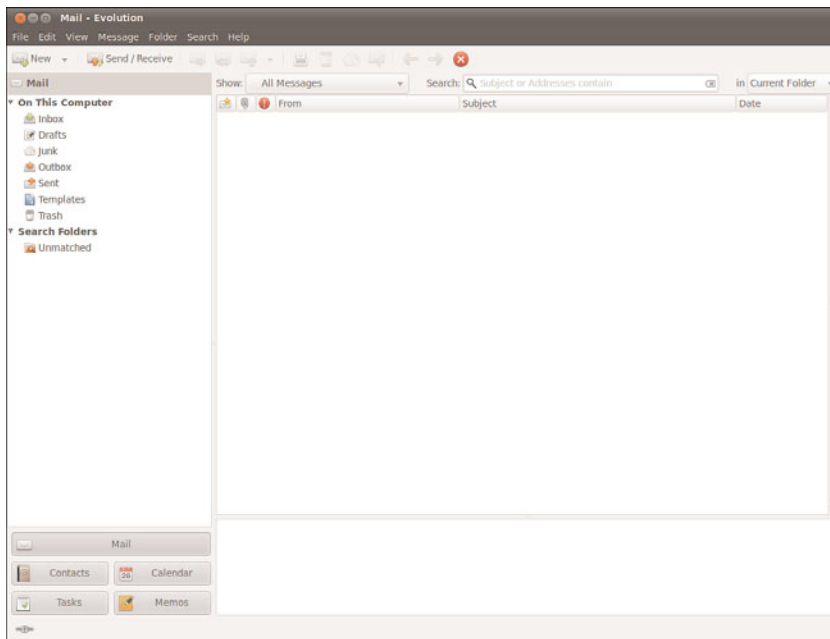 Mail - Evolution
File Edit View Message Folder Search Help
New Send / Receive
Mail
Show: All Messages Search: Subject or Addresses contain in Current Folder
On This Computer
From Subject Date
Inbox
Drafts
Junk
Outbox
Sent
Templates
Trash
Search Folders
Unmatched
Mail
Contacts 26 Calendar
Tasks Memos